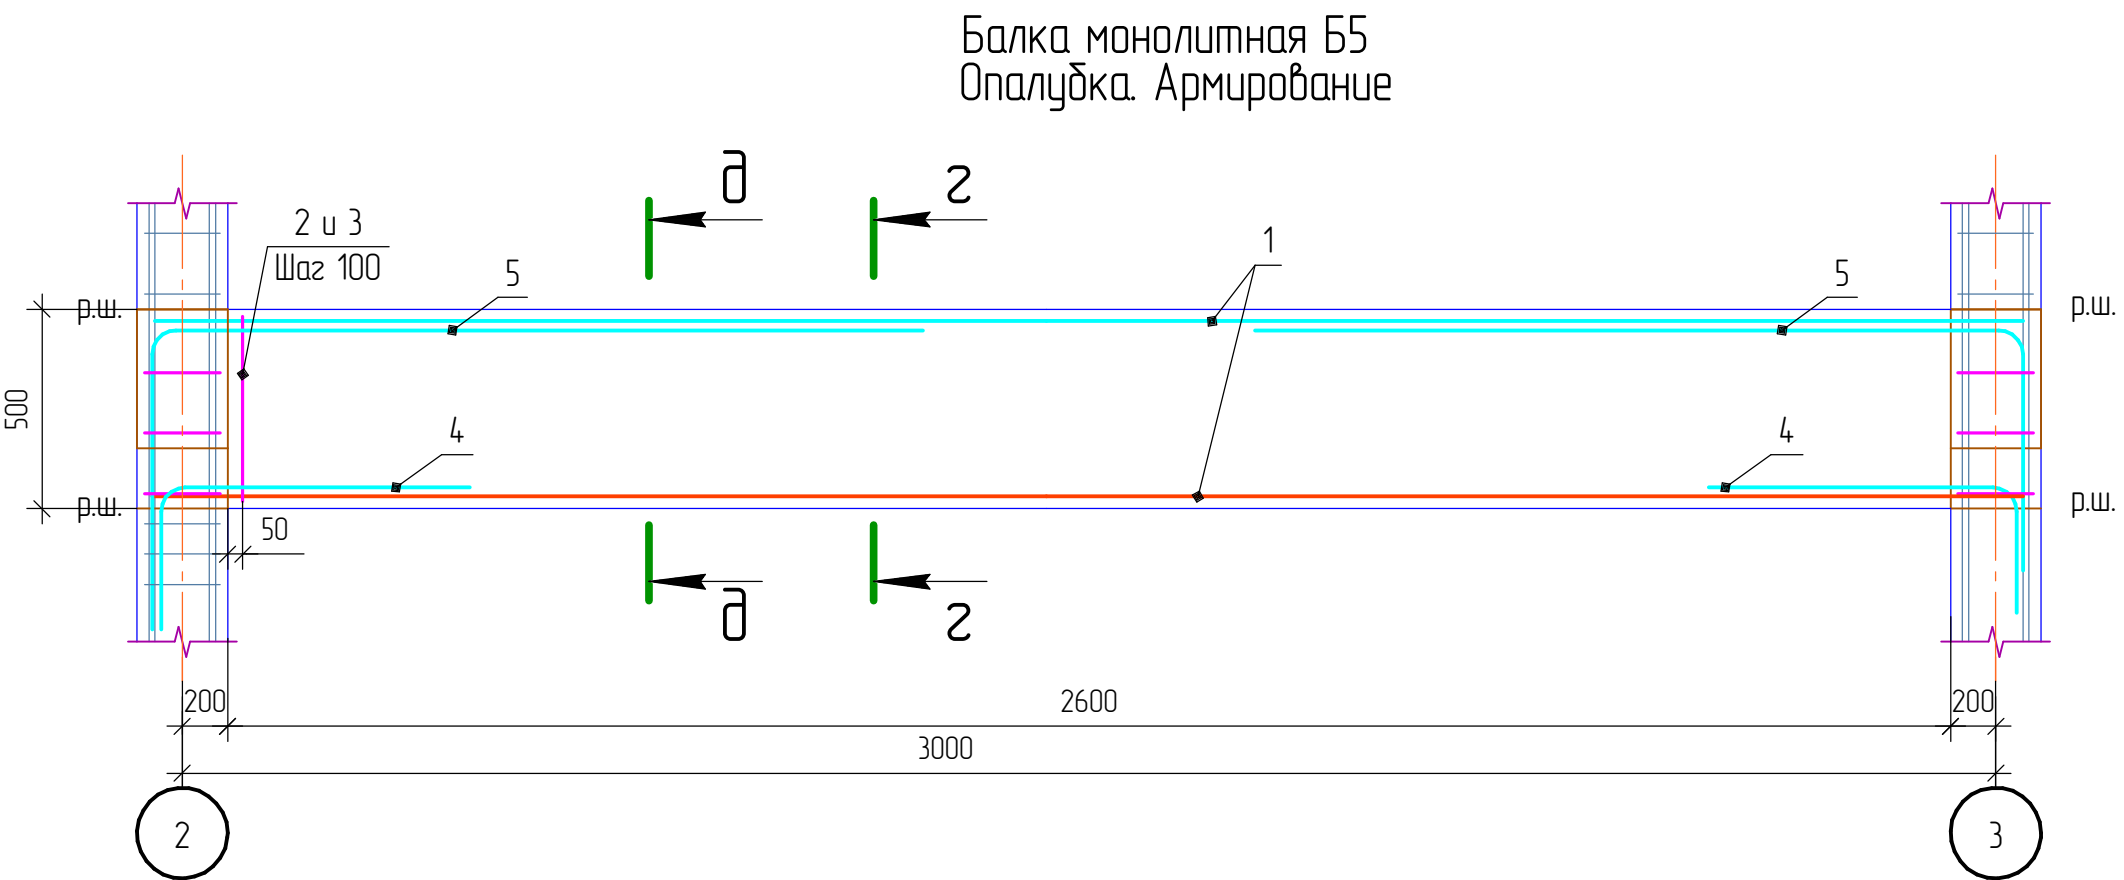 Балка монолитная Б5
Опалубка. Армирование
д
г
2 и 3
Шаг 100
5
1
5
р.ш.
р.ш.
500
4
4
р.ш.
р.ш.
50
д
г
200
2600
200
3000
2
3